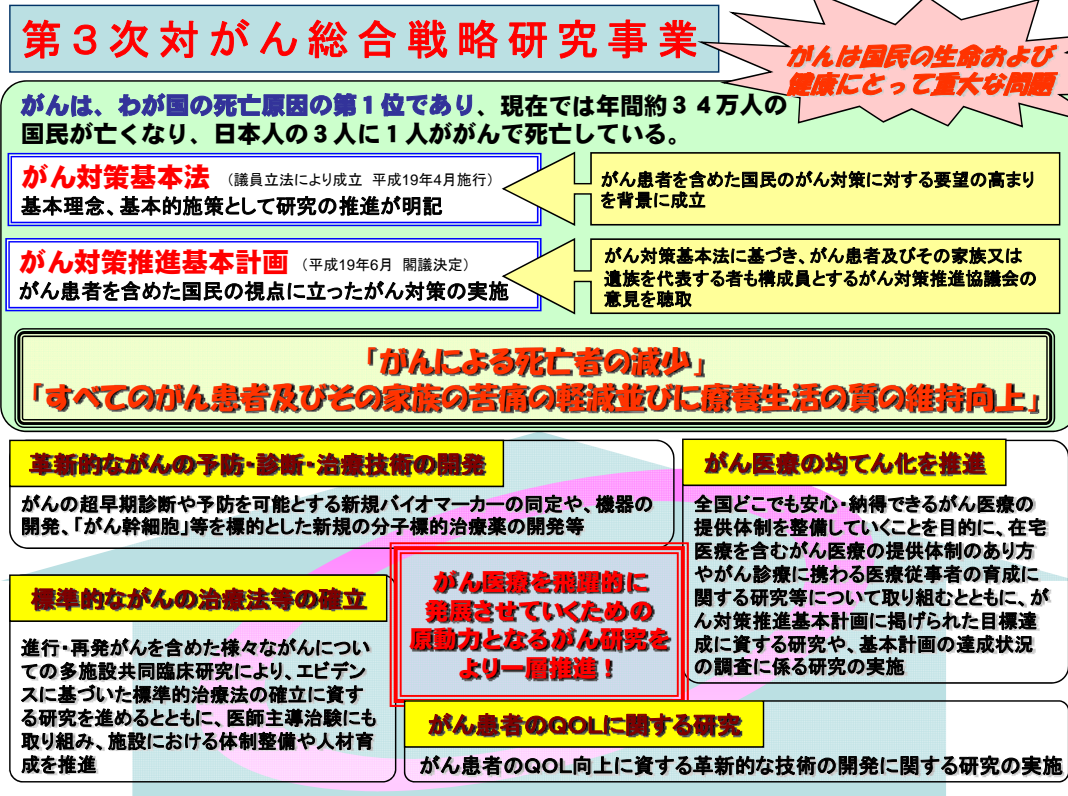 第３次対がん総合戦略研究事業
がんは国民の生命および
健康にとって重大な問題
がんは、わが国の死亡原因の第１位であり、現在では年間約３４万人の
国民が亡くなり、日本人の３人に１人ががんで死亡している。
がん対策基本法 （議員立法により成立 平成19年4月施行）
基本理念、基本的施策として研究の推進が明記
がん患者を含めた国民のがん対策に対する要望の高まり
を背景に成立
がん対策推進基本計画 （平成19年6月 閣議決定）
がん患者を含めた国民の視点に立ったがん対策の実施
がん対策基本法に基づき、がん患者及びその家族又は
遺族を代表する者も構成員とするがん対策推進協議会の
意見を聴取
「がんによる死亡者の減少」
「すべてのがん患者及びその家族の苦痛の軽減並びに療養生活の質の維持向上」
革新的ながんの予防・診断・治療技術の開発
がんの超早期診断や予防を可能とする新規バイオマーカーの同定や、機器の
開発、「がん幹細胞」等を標的とした新規の分子標的治療薬の開発等
がん医療の均てん化を推進
全国どこでも安心・納得できるがん医療の
提供体制を整備していくことを目的に、在宅
医療を含むがん医療の提供体制のあり方
やがん診療に携わる医療従事者の育成に
関する研究等について取り組むとともに、が
ん対策推進基本計画に掲げられた目標達
成に資する研究や、基本計画の達成状況
の調査に係る研究の実施
がん医療を飛躍的に
発展させていくための
原動力となるがん研究を
より一層推進！
標準的ながんの治療法等の確立
進行・再発がんを含めた様々ながんについ
ての多施設共同臨床研究により、エビデン
スに基づいた標準的治療法の確立に資す
る研究を進めるとともに、医師主導治験にも
取り組み、施設における体制整備や人材育
成を推進
がん患者のQOLに関する研究
がん患者のQOL向上に資する革新的な技術の開発に関する研究の実施